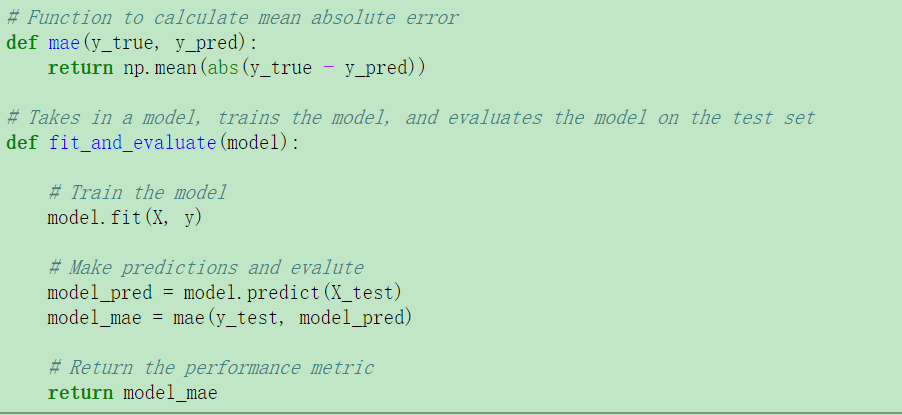 # Function to calculate mean absolute error
def mae(y_true, y_pred):
    return np.mean(abs(y_true - y_pred))
# Takes in a model, trains the model, and evaluates the model on the test set
def fit_and_evaluate(model):
    # Train the model
    model.fit(X, y)
    # Make predictions and evalute
    model_pred = model.predict(X_test)
    model_mae = mae(y_test, model_pred)
    # Return the performance metric
    return model_mae